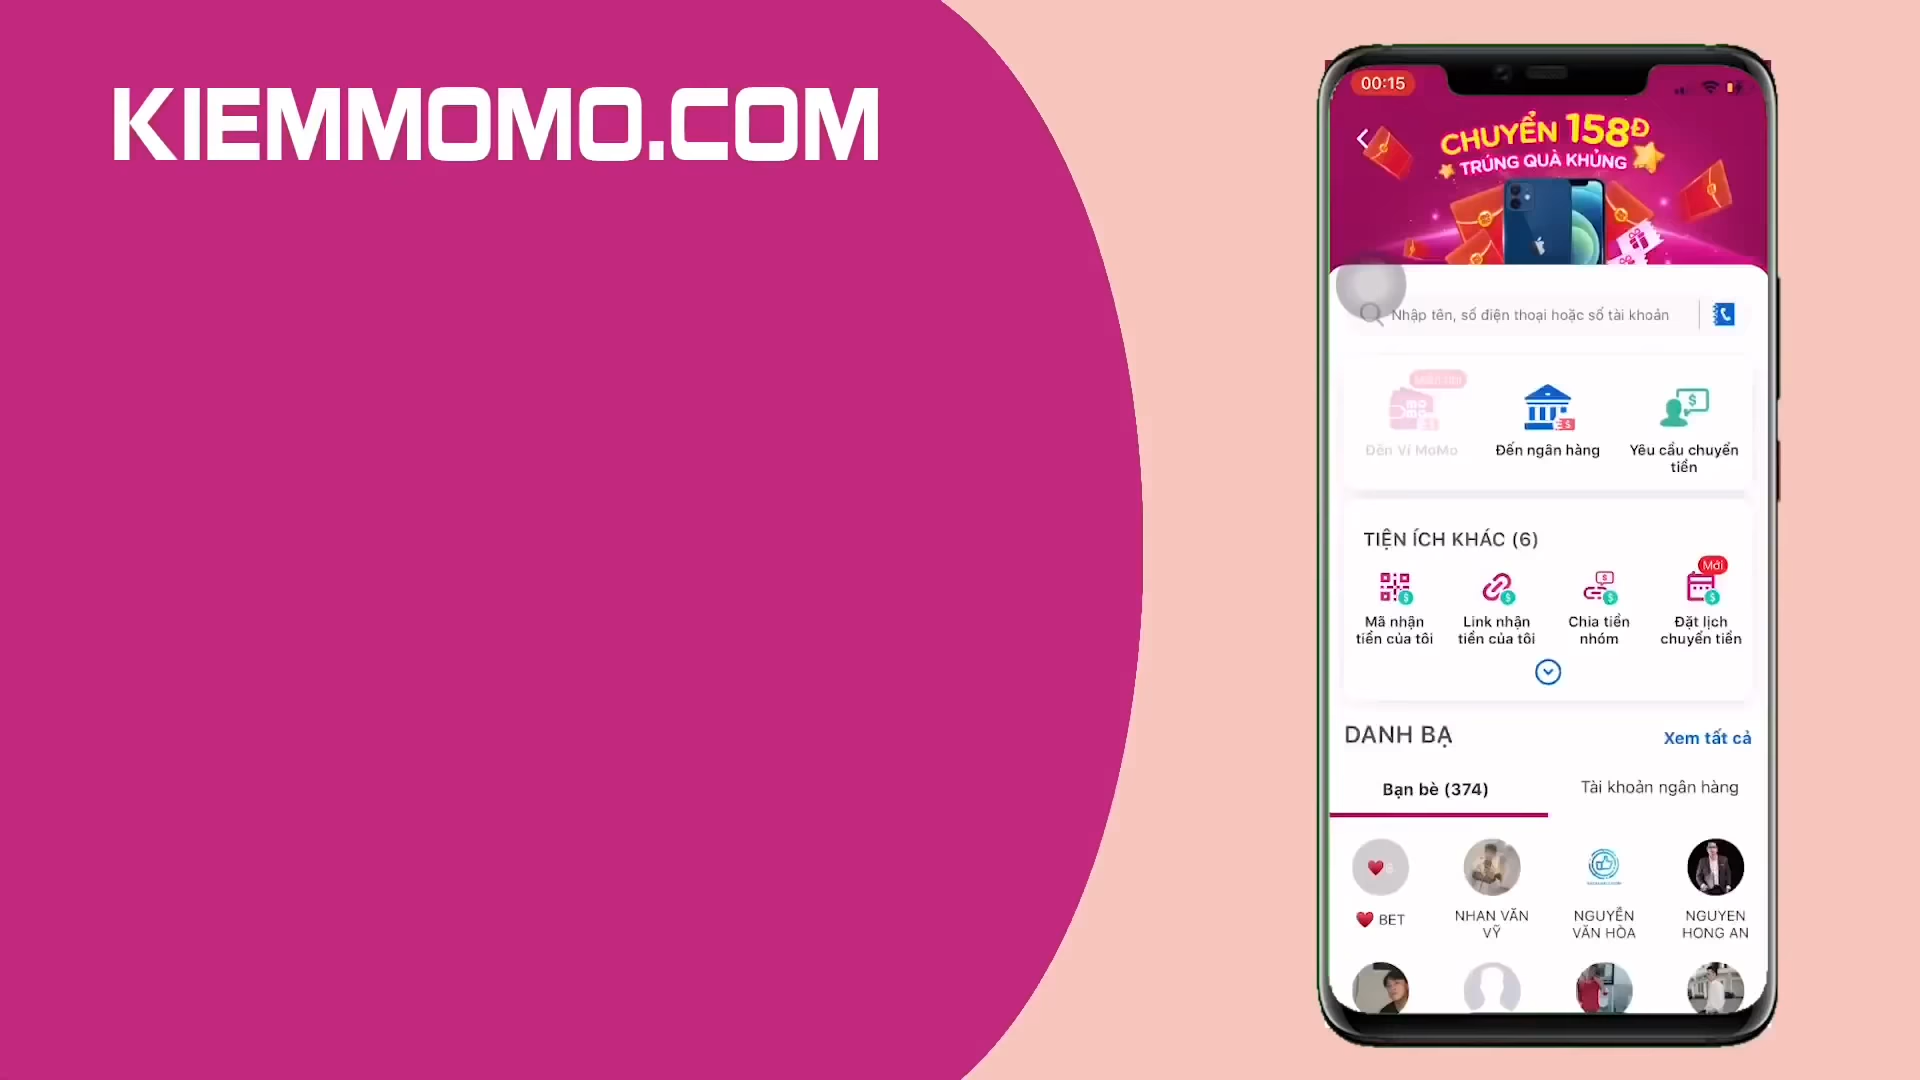 KIEMMOMO.COM
00:15
CHUYỂN 158Đ
TRÚNG QUÀ KHỦNG
Nhập tên, số điện thoại hoặc số tài khoản
Đến Ví MoMo
Đến ngân hàng
Yêu cầu chuyển
tiền
TIỆN ÍCH KHÁC (6)
Mới
Mã nhận
tiền của tôi
Link nhận
tiền của tôi
Chia tiền
nhóm
Đặt lịch
chuyển tiền
DANH BẠ
Xem tất cả
Bạn bè (374)
Tài khoản ngân hàng
♥ BET
NHAN VĂN
VỸ
NGUYỄN
VĂN HÒA
NGUYEN
HONG AN